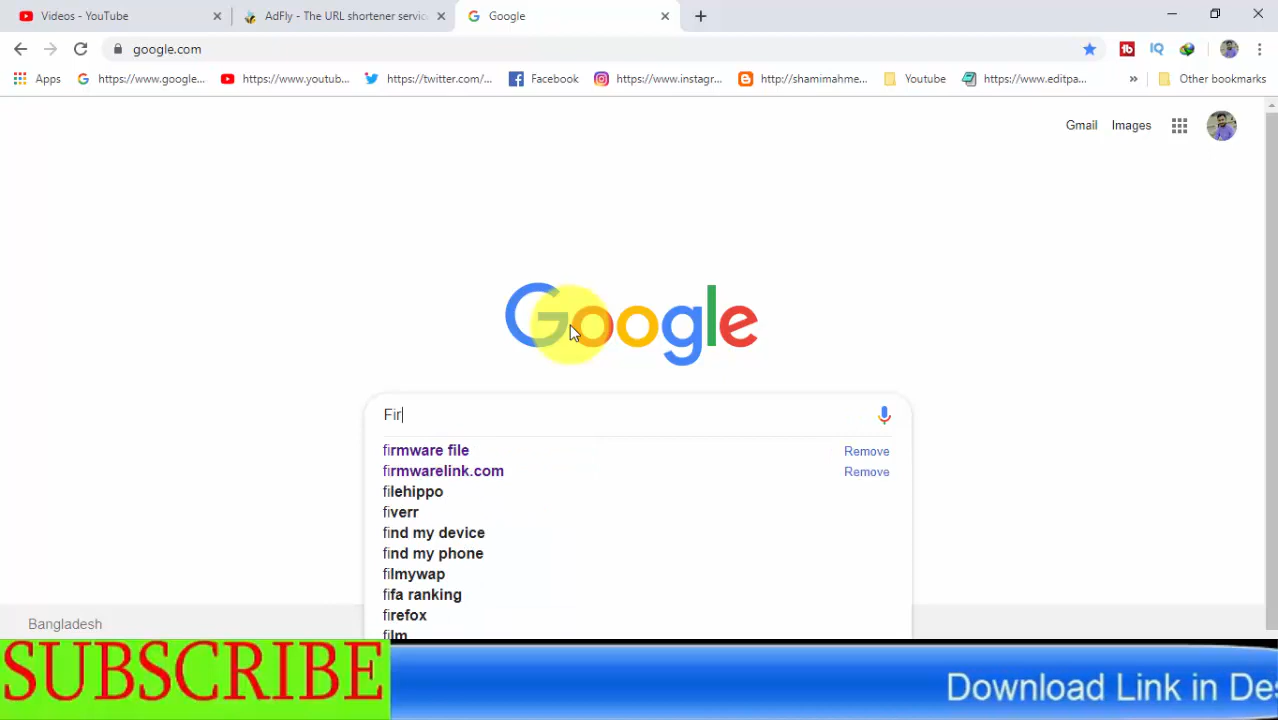 Videos - YouTube
AdFly - The URL shortener servic
Google
google.com
Apps
https://www.google...
https://www.youtub...
https://twitter.com/...
Facebook
https://www.instagr...
http://shamimahme...
Youtube
https://www.editpa...
Other bookmarks
Gmail
Images
Google
Fir
firmware file
Remove
firmwarelink.com
Remove
filehippo
fiverr
find my device
find my phone
filmywap
fifa ranking
firefox
film
Bangladesh
SUBSCRIBE
Download Link in Des